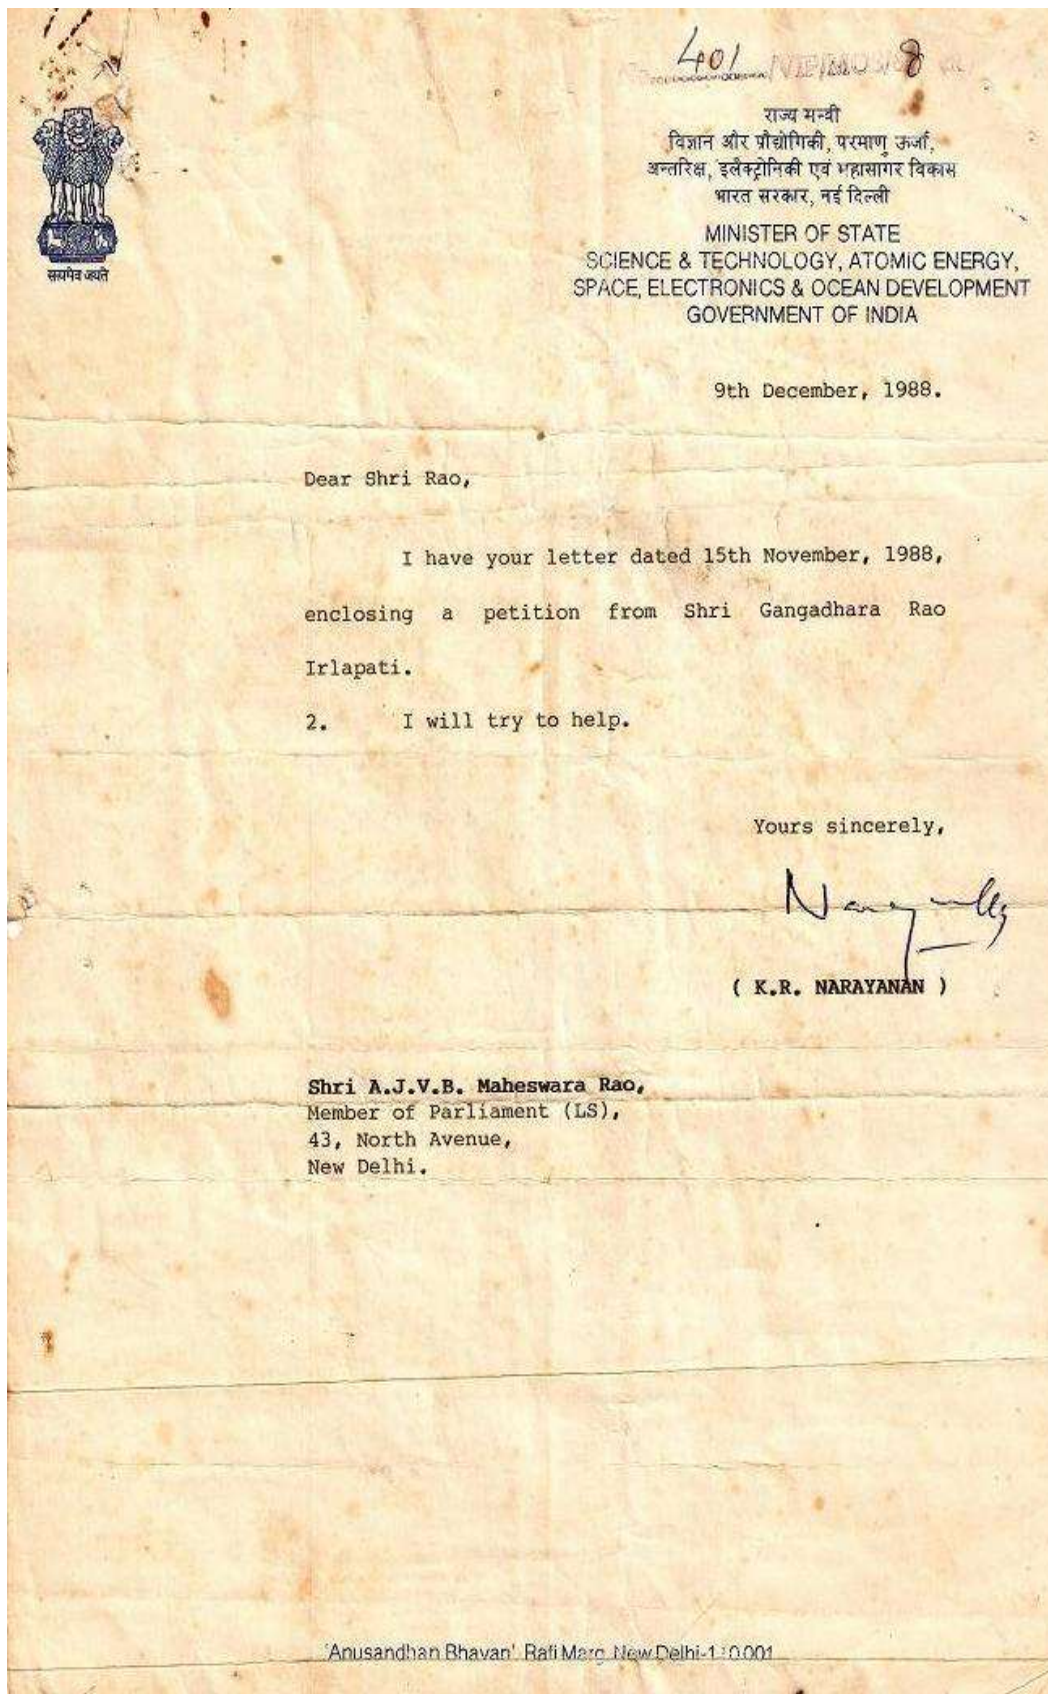 401 8
राज्य मन्त्री
विज्ञान और प्रौद्योगिकी, परमाणु ऊर्जा,
अन्तरिक्ष, इलैक्ट्रोनिकी एवं महासागर विकास
भारत सरकार, नई दिल्ली
सत्यमेव जयते
MINISTER OF STATE
SCIENCE & TECHNOLOGY, ATOMIC ENERGY,
SPACE, ELECTRONICS & OCEAN DEVELOPMENT
GOVERNMENT OF INDIA
9th December, 1988.
Dear Shri Rao,
I have your letter dated 15th November, 1988,
enclosing a petition from Shri Gangadhara Rao
Irlapati.
2. I will try to help.
Yours sincerely,
( K.R. NARAYANAN )
Shri A.J.V.B. Maheswara Rao,
Member of Parliament (LS),
43, North Avenue,
New Delhi.
'Anusandhan Bhavan' Rafi Marg New Delhi-110001